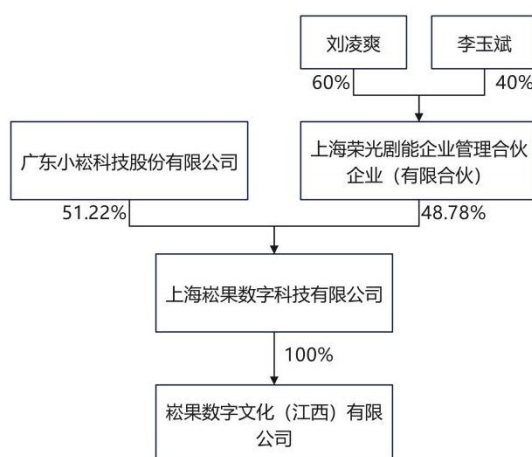 刘凌爽
李玉斌
60%
40%
广东小崧科技股份有限公司
上海荣光剧能企业管理合伙
企业（有限合伙）
51.22%
48.78%
上海崧果数字科技有限公司
100%
崧果数字文化（江西）有限
公司